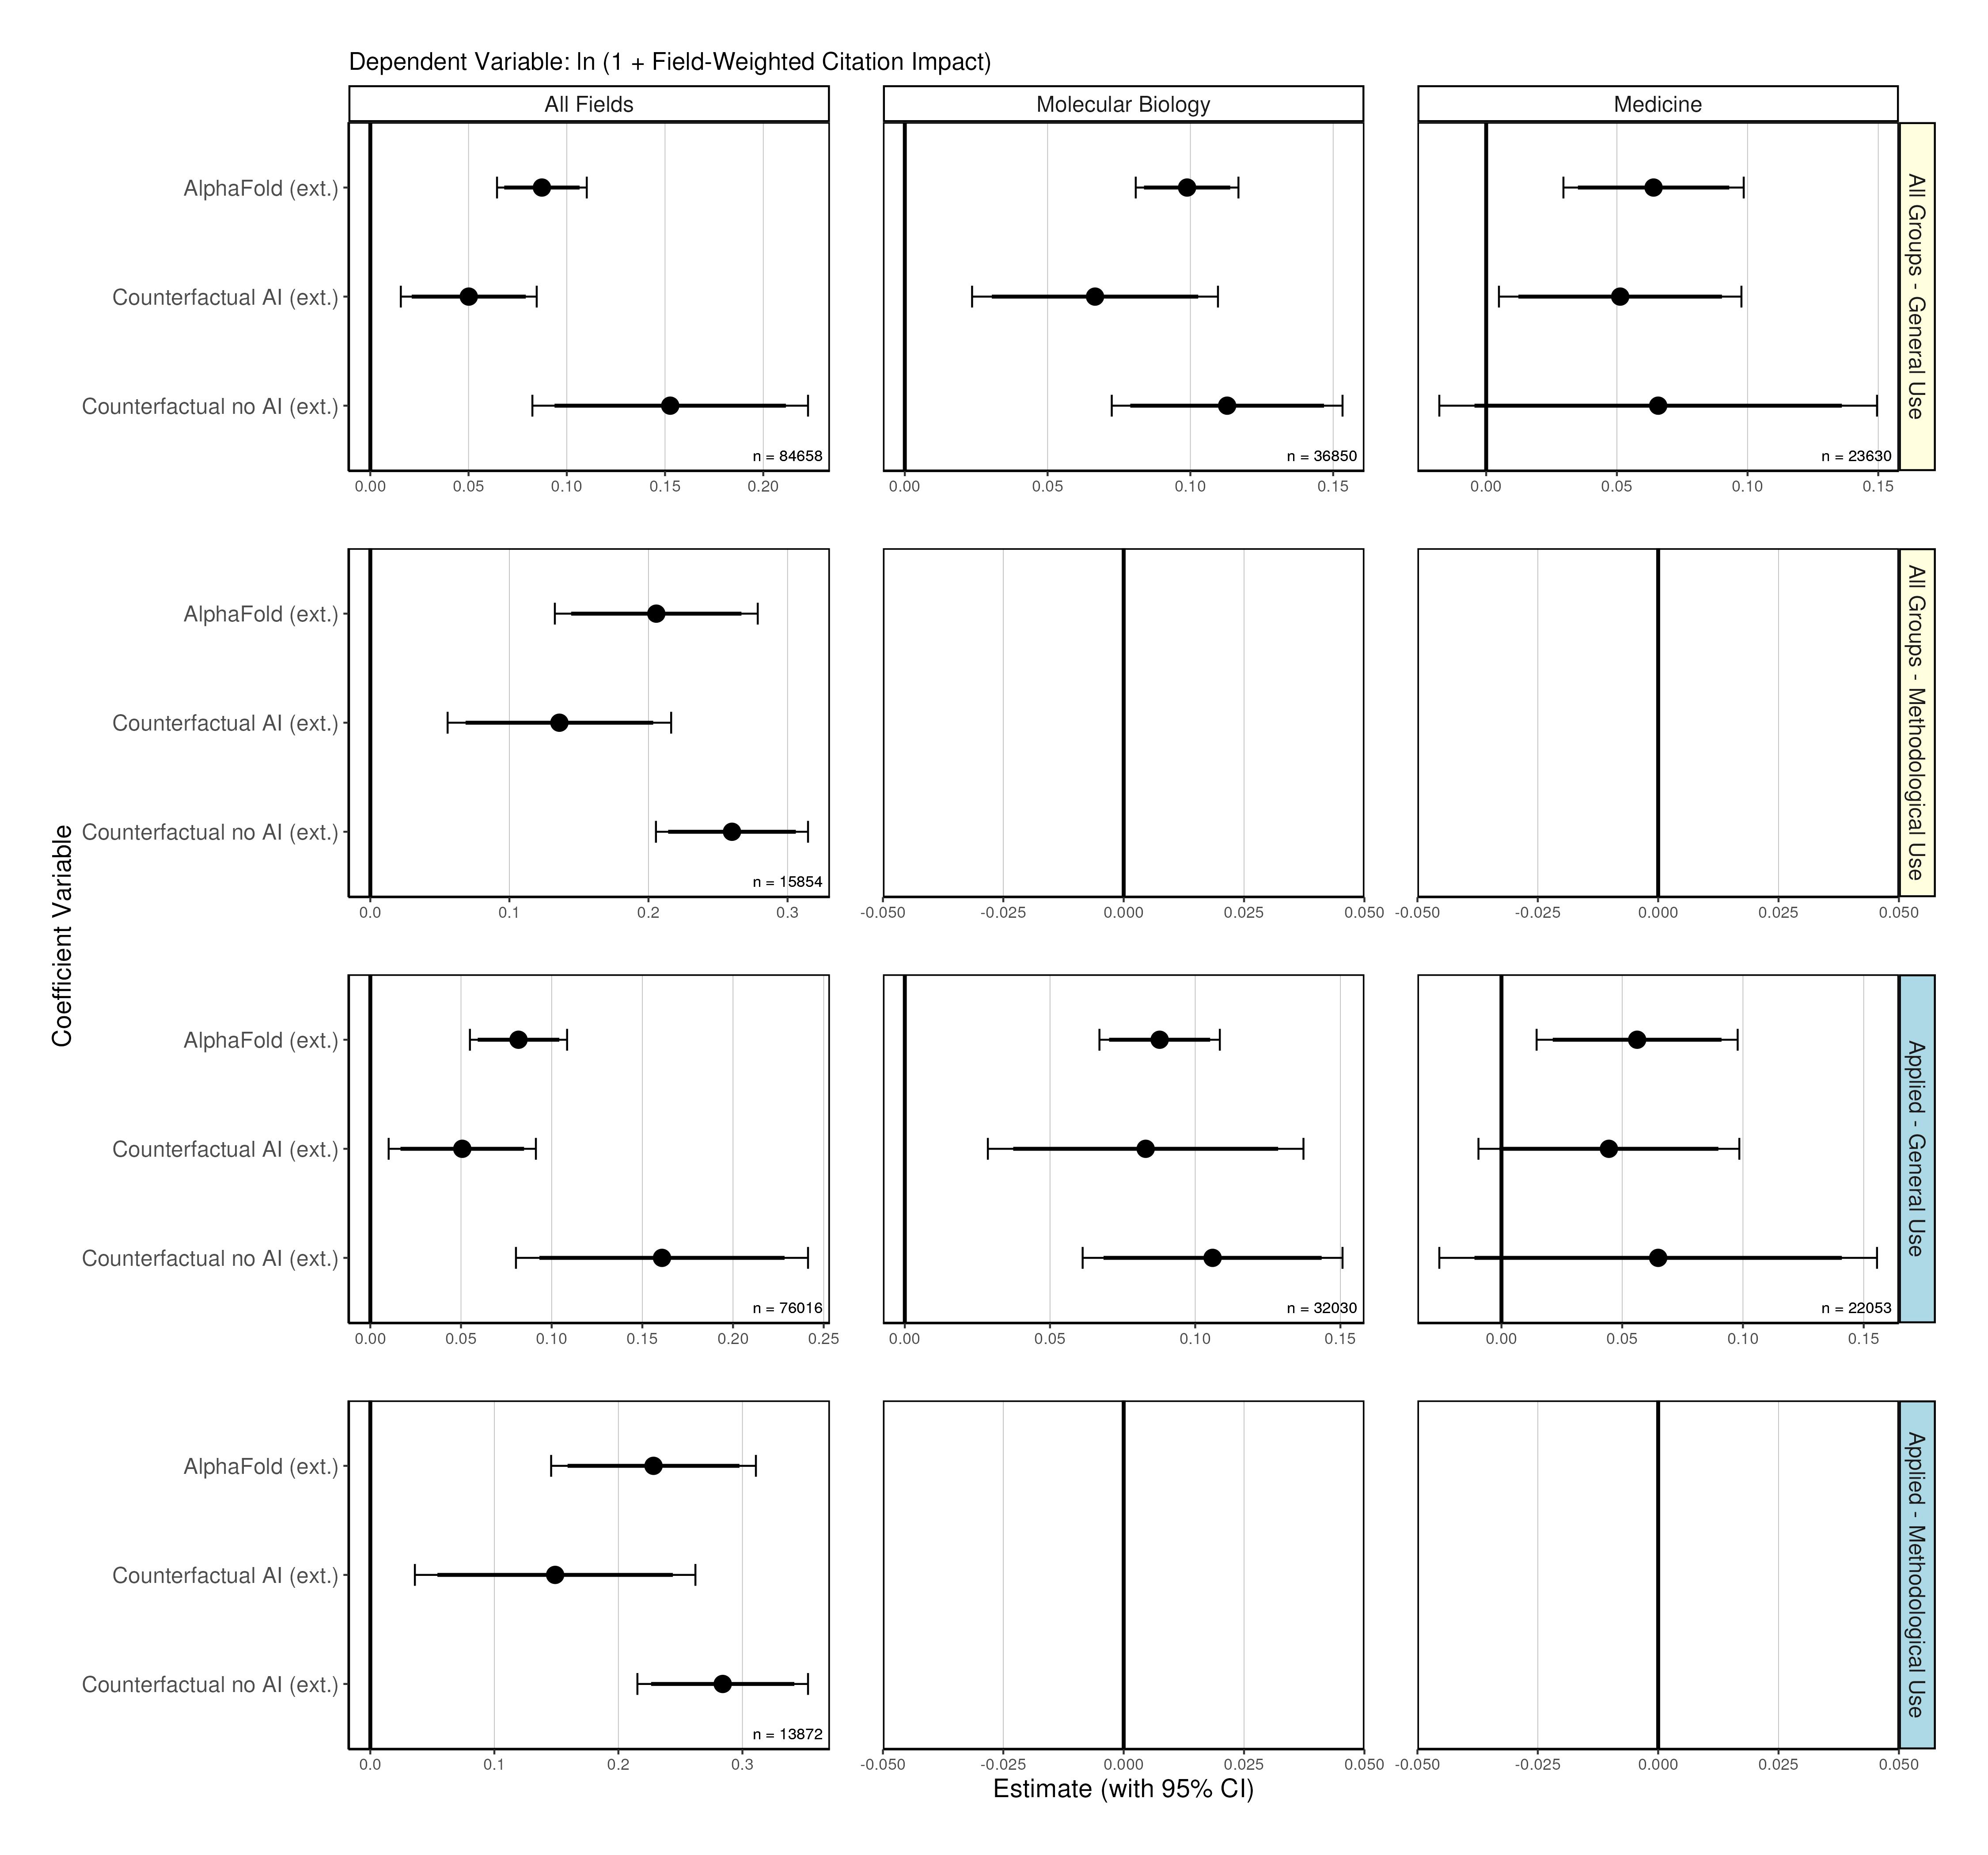 Dependent Variable: ln (1 + Field-Weighted Citation Impact)
All Fields
Molecular Biology
Medicine
AlphaFold (ext.)
Counterfactual AI (ext.)
Counterfactual no AI (ext.)
n = 84658
n = 36850
n = 23630
0.00 0.05 0.10 0.15 0.20
0.00 0.05 0.10 0.15
0.00 0.05 0.10 0.15
All Groups - General Use
AlphaFold (ext.)
Counterfactual AI (ext.)
Counterfactual no AI (ext.)
n = 15854
0.0 0.1 0.2 0.3
-0.050 -0.025 0.000 0.025 0.050
-0.050 -0.025 0.000 0.025 0.050
All Groups - Methodological Use
Coefficient Variable
AlphaFold (ext.)
Counterfactual AI (ext.)
Counterfactual no AI (ext.)
n = 76016
n = 32030
n = 22053
0.00 0.05 0.10 0.15 0.20 0.25
0.00 0.05 0.10 0.15
0.00 0.05 0.10 0.15
Applied - General Use
AlphaFold (ext.)
Counterfactual AI (ext.)
Counterfactual no AI (ext.)
n = 13872
0.0 0.1 0.2 0.3
-0.050 -0.025 0.000 0.025 0.050
-0.050 -0.025 0.000 0.025 0.050
Applied - Methodological Use
Estimate (with 95% CI)